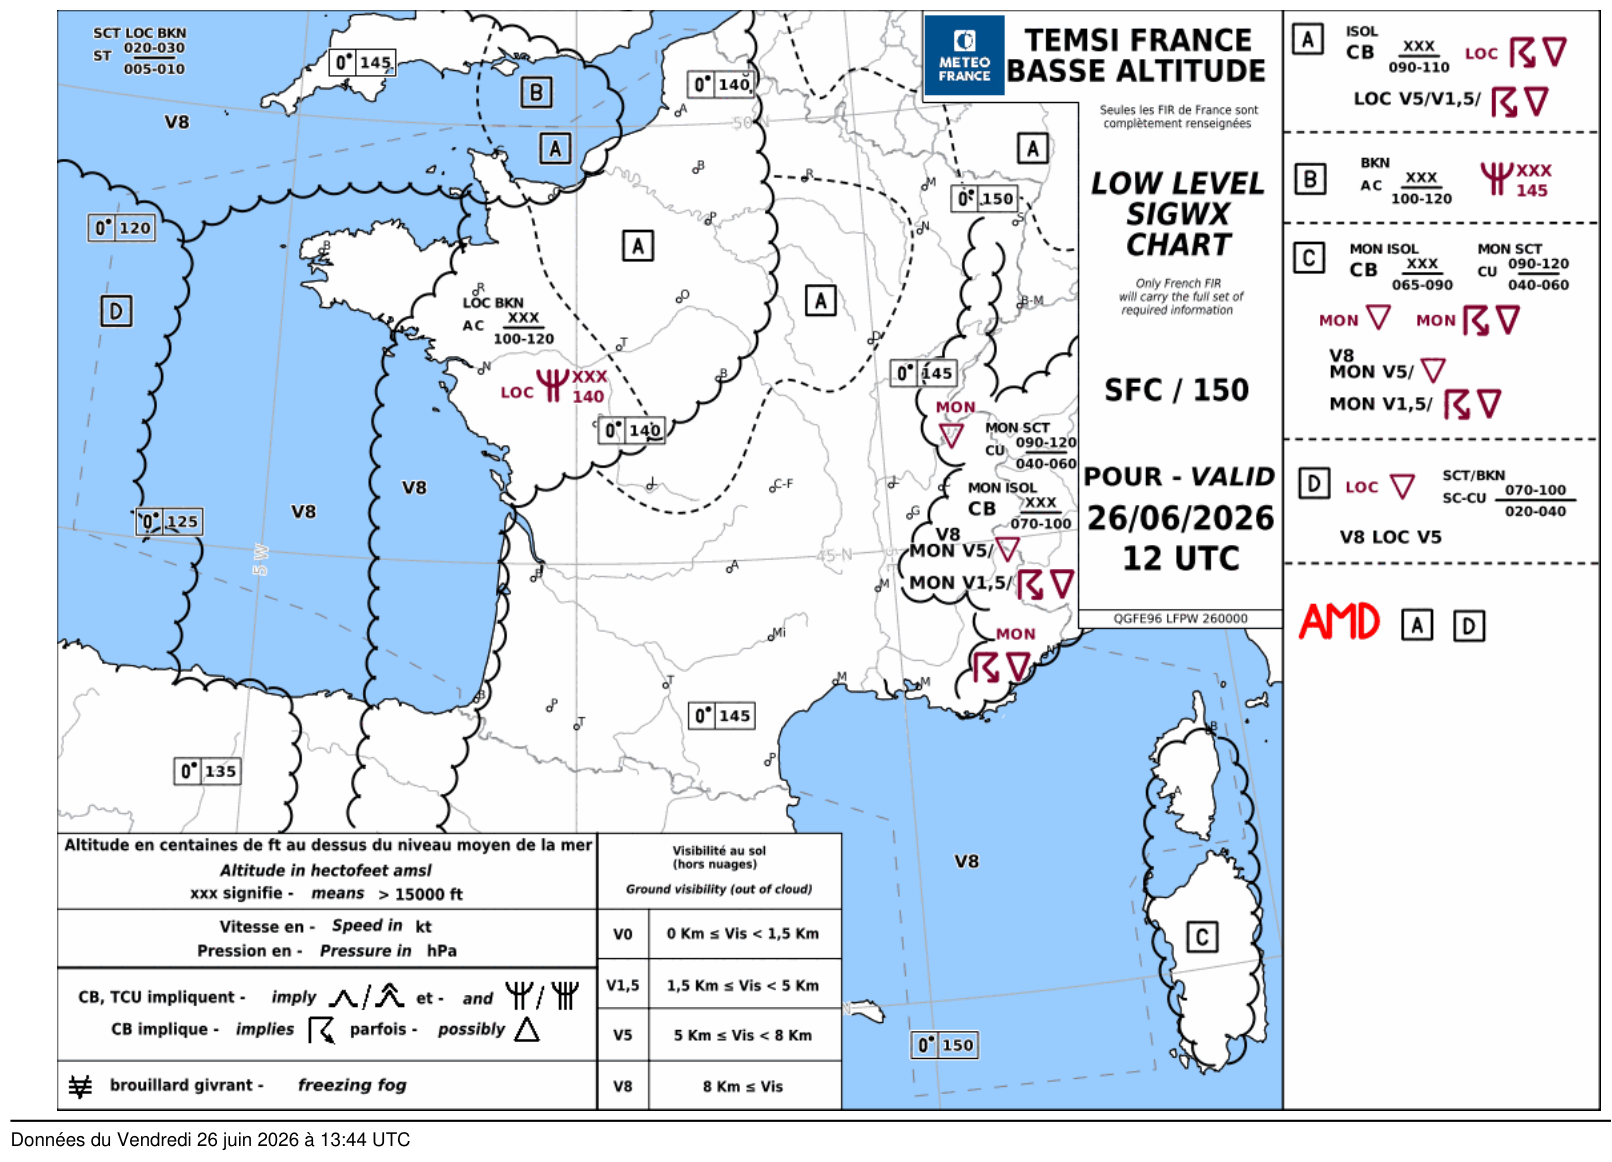 SCT LOC BKN
ST 020-030
005-010
0° 145
V8
B
A
0° 140
50 N
0° 120
D
A
LOC BKN
AC XXX
100-120
LOC XXX
140
0° 140
V8
V8
0° 125
5 W
0° 135
A
A
0° 150
0° 145
MON
MON SCT
CU 090-120
040-060
MON ISOL
CB XXX
070-100
V8
MON V5/
MON V1,5/
MON
45 N
5 E
0° 145
V8
C
0° 150
A
B
C
C
R
P
R
M
N
S
B-M
O
T
N
B
D
L
C-F
L
G
B
A
M
Mi
T
P
T
B
M
M
N
P
B
A
METEO
FRANCE
TEMSI FRANCE
BASSE ALTITUDE
Seules les FIR de France sont
complètement renseignées
LOW LEVEL
SIGWX
CHART
Only French FIR
will carry the full set of
required information
SFC / 150
POUR - VALID
26/06/2026
12 UTC
QGFE96 LFPW 260000
A ISOL
CB XXX
090-110
LOC
LOC V5/V1,5/
B BKN
AC XXX
100-120
XXX
145
C MON ISOL
CB XXX
065-090
MON SCT
CU 090-120
040-060
MON MON
V8
MON V5/
MON V1,5/
D LOC SCT/BKN
SC-CU 070-100
020-040
V8 LOC V5
AMD A D
Altitude en centaines de ft au dessus du niveau moyen de la mer
Altitude in hectofeet amsl
xxx signifie - means > 15000 ft
Vitesse en - Speed in kt
Pression en - Pressure in hPa
CB, TCU impliquent - imply / et - and /
CB implique - implies parfois - possibly
brouillard givrant - freezing fog
Visibilité au sol
(hors nuages)
Ground visibility (out of cloud)
V0 0 Km ≤ Vis < 1,5 Km
V1,5 1,5 Km ≤ Vis < 5 Km
V5 5 Km ≤ Vis < 8 Km
V8 8 Km ≤ Vis
Données du Vendredi 26 juin 2026 à 13:44 UTC